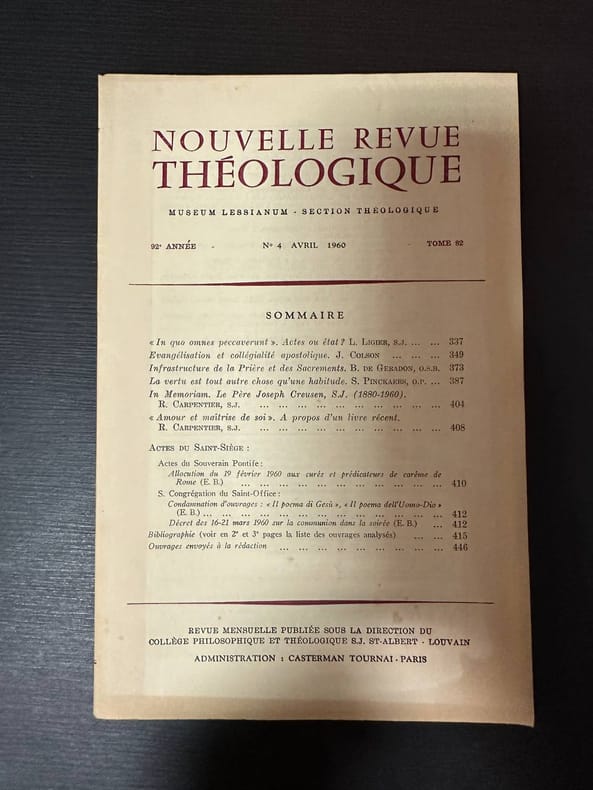 NOUVELLE REVUE
THÉOLOGIQUE
MUSEUM LESSIANUM - SECTION THÉOLOGIQUE
92e ANNÉE No 4 AVRIL 1960 TOME 82
SOMMAIRE
« In quo omnes peccaverunt ». Actes ou état ? L. LIGIER, S.J. ... ... 337
Evangélisation et collégialité apostolique. J. COLSON ... ... ... 349
Infrastructure de la Prière et des Sacrements. B. DE GERADON, O.S.B. 373
La vertu est tout autre chose qu'une habitude. S. PINCKAERS, O.P. ... 387
In Memoriam. Le Père Joseph Creusen, S.J. (1880-1960).
R. CARPENTIER, S.J. ... ... ... ... ... ... ... ... ... 404
« Amour et maîtrise de soi ». A propos d'un livre récent.
R. CARPENTIER, S.J. ... ... ... ... ... ... ... ... ... 408
ACTES DU SAINT-SIÈGE :
Actes du Souverain Pontife :
Allocution du 19 février 1960 aux curés et prédicateurs de carême de
Rome (E. B.) ... ... ... ... ... ... ... ... ... ... 410
S. Congrégation du Saint-Office :
Condamnation d'ouvrages : « Il poema di Gesù », « Il poema dell'Uomo-Dio »
(E. B.) ... ... ... ... ... ... ... ... ... ... ... 412
Décret des 16-21 mars 1960 sur la communion dans la soirée (E. B.) ... 412
Bibliographie (voir en 2e et 3e pages la liste des ouvrages analysés) ... ... 415
Ouvrages envoyés à la rédaction ... ... ... ... ... ... ... 446
REVUE MENSUELLE PUBLIÉE SOUS LA DIRECTION DU
COLLÈGE PHILOSOPHIQUE ET THÉOLOGIQUE S.J. ST-ALBERT - LOUVAIN
ADMINISTRATION : CASTERMAN TOURNAI - PARIS